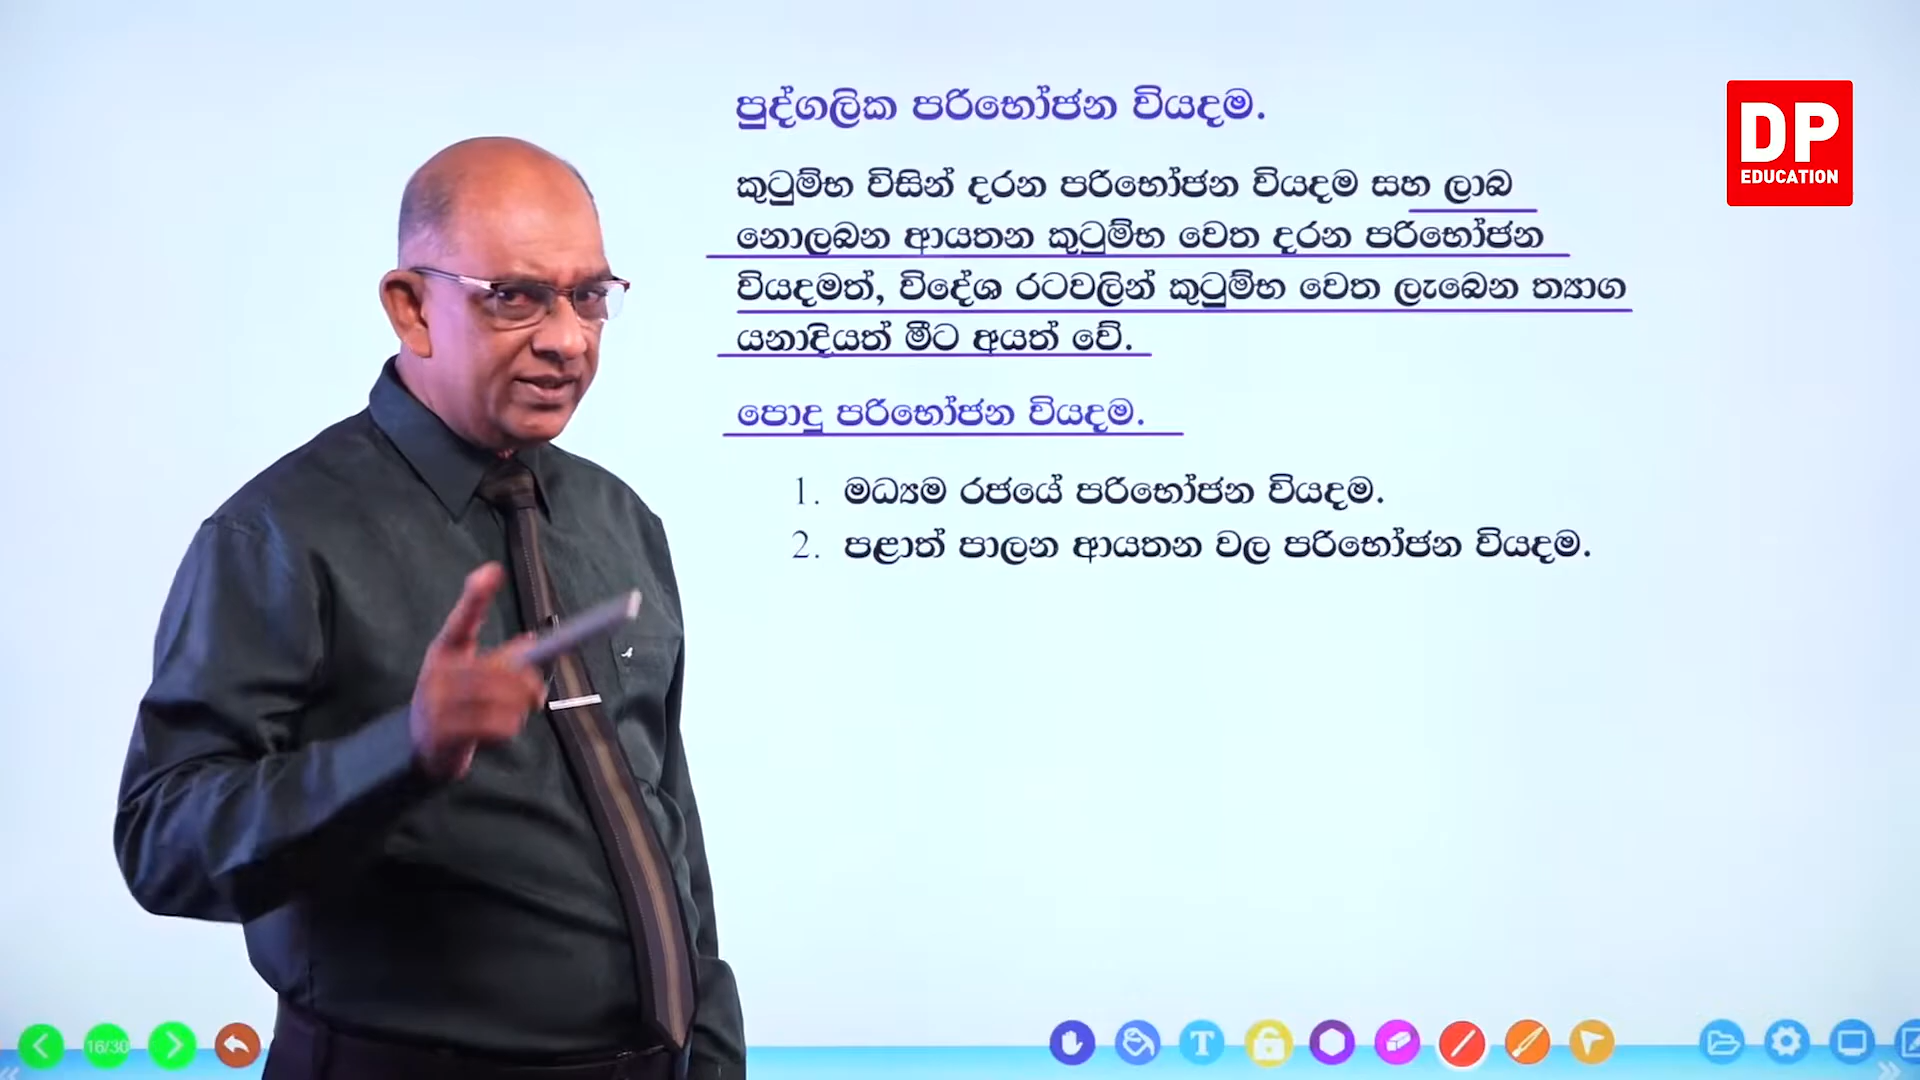 පුද්ගලික පරිභෝජන වියදම.
DP
EDUCATION
කුටුම්භ විසින් දරන පරිභෝජන වියදම සහ ලාබ
නොලබන ආයතන කුටුම්භ වෙත දරන පරිභෝජන
වියදමත්, විදේශ රටවලින් කුටුම්භ වෙත ලැබෙන ත්‍යාග
යනාදියත් මීට අයත් වේ.
පොදු පරිභෝජන වියදම.
1. මධ්‍යම රජයේ පරිභෝජන වියදම.
2. පළාත් පාලන ආයතන වල පරිභෝජන වියදම.
16/30
T